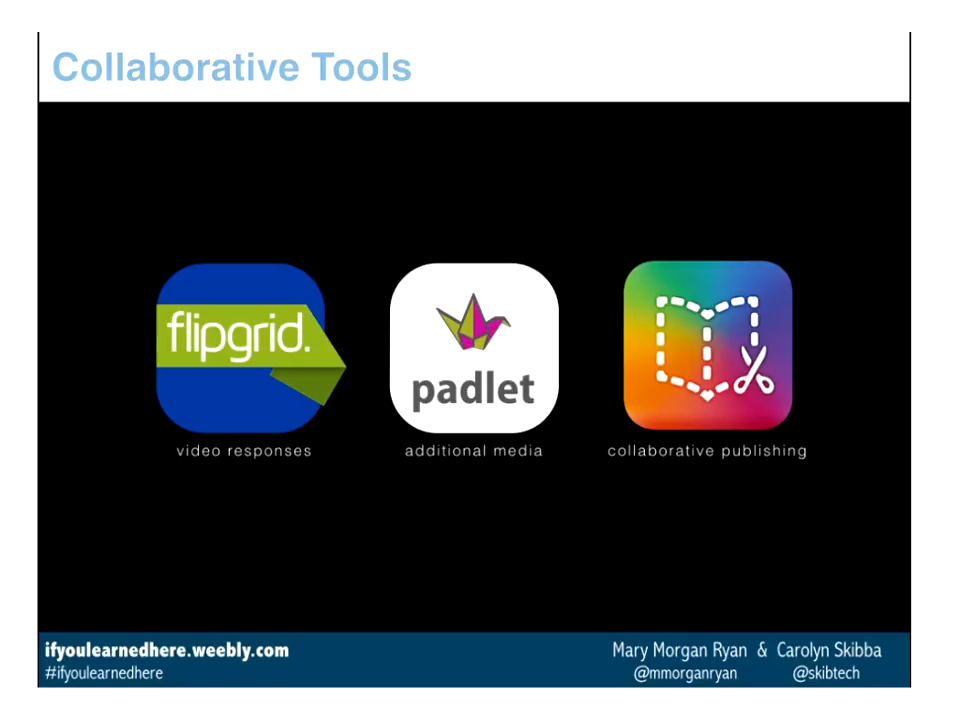 Collaborative Tools
flipgrid.
padlet
video responses
additional media
collaborative publishing
ifyoulearnedhere.weebly.com
#ifyoulearnedhere
Mary Morgan Ryan & Carolyn Skibba
@mmorganryan @skibtech